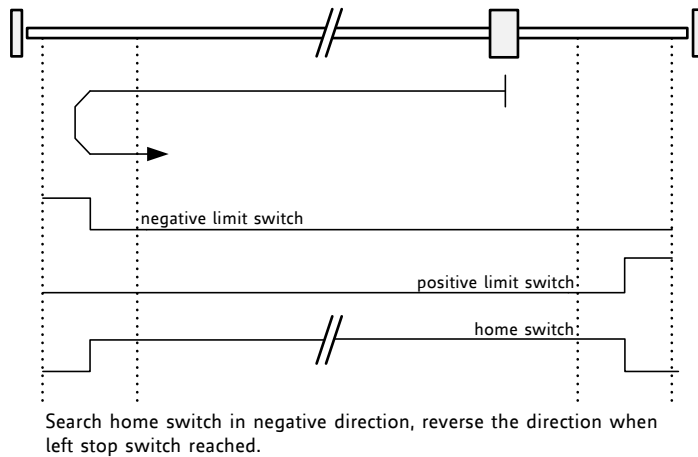 negative limit switch
positive limit switch
home switch
Search home switch in negative direction, reverse the direction when
left stop switch reached.